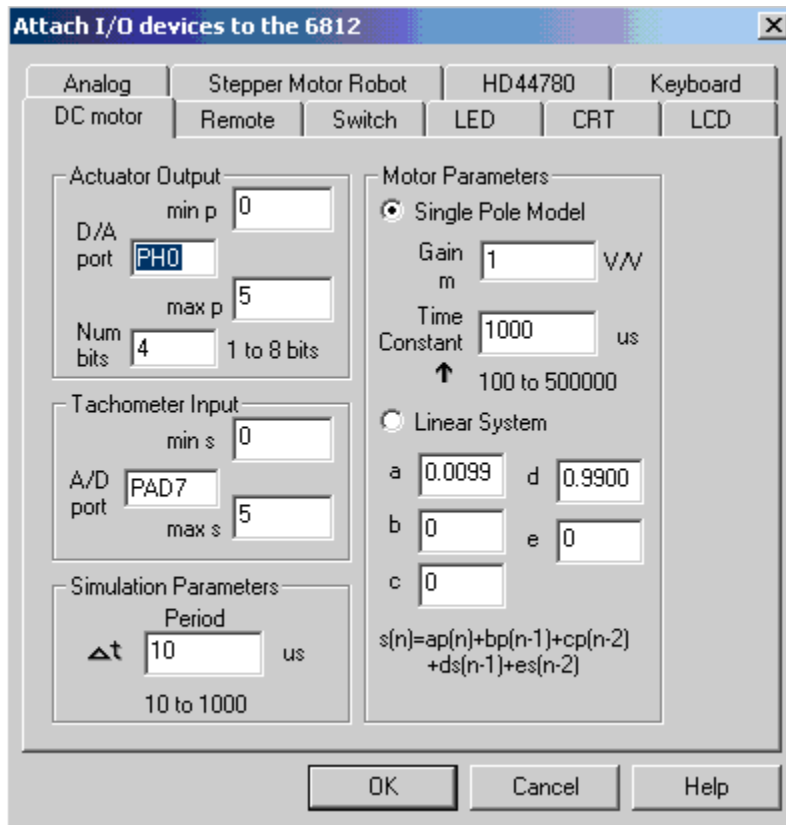 Attach I/O devices to the 6812
Analog Stepper Motor Robot HD44780 Keyboard
DC motor Remote Switch LED CRT LCD
Actuator Output
min p 0
D/A
port PH0
max p 5
Num
bits 4 1 to 8 bits
Tachometer Input
min s 0
A/D
port PAD7
max s 5
Simulation Parameters
Period
Δt 10 us
10 to 1000
Motor Parameters
Single Pole Model
Gain
m 1 V/V
Time
Constant 1000 us
↑ 100 to 500000
Linear System
a 0.0099 d 0.9900
b 0 e 0
c 0
s(n)=ap(n)+bp(n-1)+cp(n-2)
+ds(n-1)+es(n-2)
OK Cancel Help